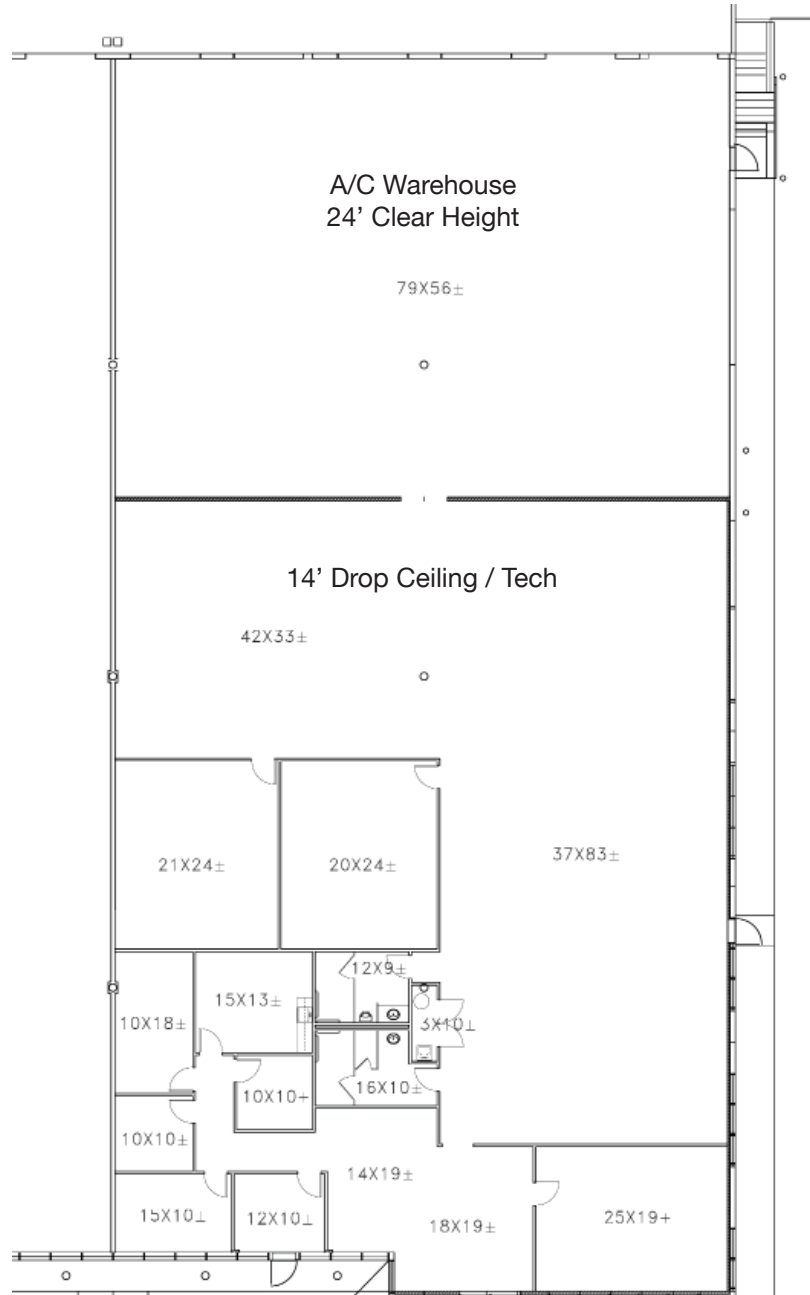 A/C Warehouse
24’ Clear Height
79X56±
14’ Drop Ceiling / Tech
42X33±
21X24±
20X24±
37X83±
12X9±
15X13±
10X18±
3X10⊥
16X10±
10X10+
10X10±
14X19±
15X10⊥
12X10⊥
18X19±
25X19+